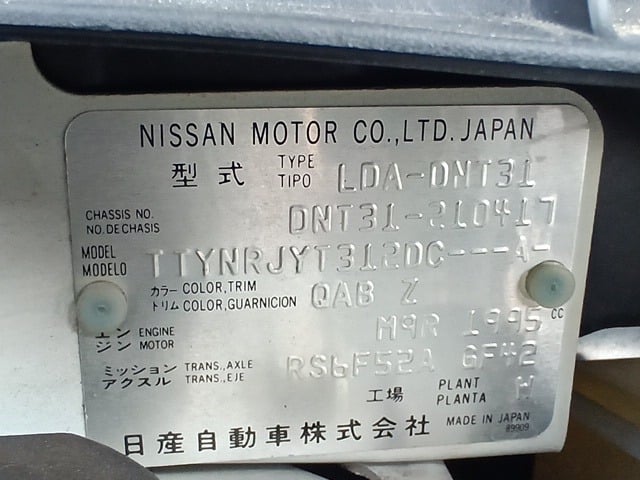 NISSAN MOTOR CO.,LTD. JAPAN
型式 TYPE TIPO LDA-DNT31
CHASSIS NO. NO. DE CHASIS DNT31-210417
MODEL MODELO TTYNRJYT312DC---A-
カラー COLOR,TRIM トリム COLOR,GUARNICION QAB Z
エンジン ENGINE MOTOR M9R 1995 CC
ミッション TRANS.,AXLE アクスル TRANS.,EJE RS6F52A GF42
工場 PLANT PLANTA W
日産自動車株式会社 MADE IN JAPAN
89909